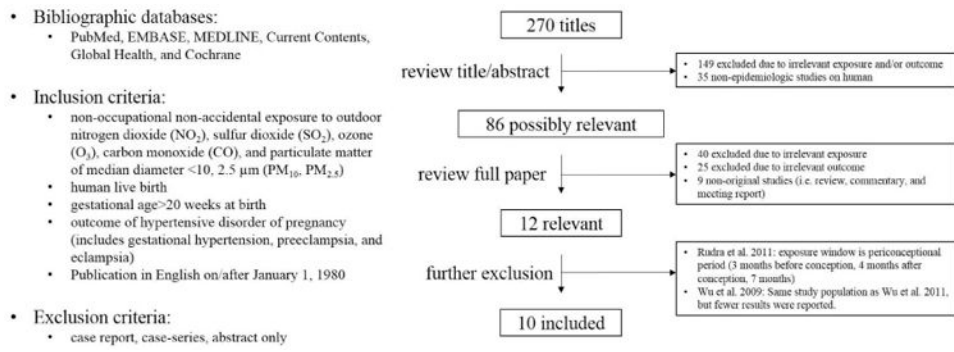 • Bibliographic databases:
• PubMed, EMBASE, MEDLINE, Current Contents,
Global Health, and Cochrane
• Inclusion criteria:
• non-occupational non-accidental exposure to outdoor
nitrogen dioxide (NO₂), sulfur dioxide (SO₂), ozone
(O₃), carbon monoxide (CO), and particulate matter
of median diameter <10, 2.5 µm (PM₁₀, PM₂.₅)
• human live birth
• gestational age>20 weeks at birth
• outcome of hypertensive disorder of pregnancy
(includes gestational hypertension, preeclampsia, and
eclampsia)
• Publication in English on/after January 1, 1980
• Exclusion criteria:
• case report, case-series, abstract only
270 titles
review title/abstract
• 149 excluded due to irrelevant exposure and/or outcome
• 35 non-epidemiologic studies on human
86 possibly relevant
review full paper
• 40 excluded due to irrelevant exposure
• 25 excluded due to irrelevant outcome
• 9 non-original studies (i.e. review, commentary, and
meeting report)
12 relevant
further exclusion
• Rudra et al. 2011: exposure window is periconceptional
period (3 months before conception, 4 months after
conception, 7 months)
• Wu et al. 2009: Same study population as Wu et al. 2011,
but fewer results were reported.
10 included